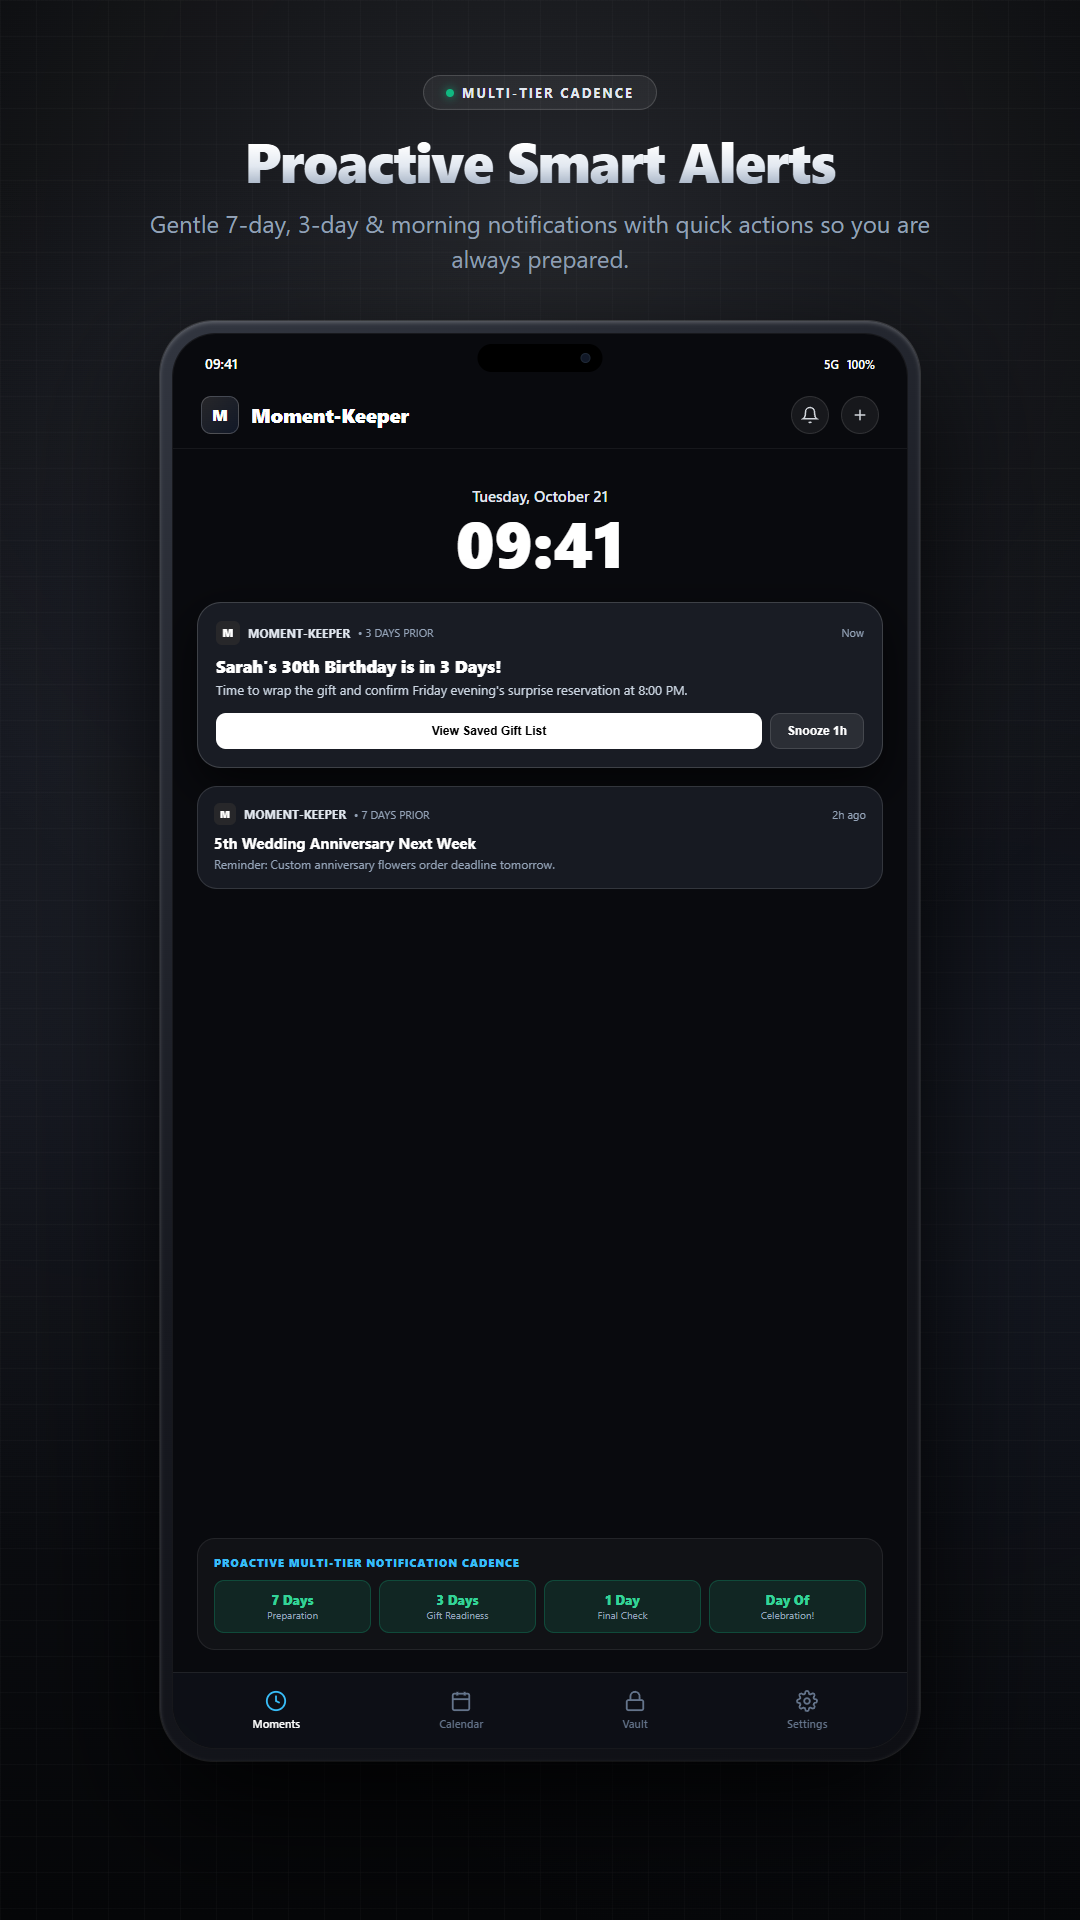 MULTI-TIER CADENCE
Proactive Smart Alerts
Gentle 7-day, 3-day & morning notifications with quick actions so you are
always prepared.
09:41
5G 100%
M Moment-Keeper
Tuesday, October 21
09:41
M MOMENT-KEEPER • 3 DAYS PRIOR Now
Sarah's 30th Birthday is in 3 Days!
Time to wrap the gift and confirm Friday evening's surprise reservation at 8:00 PM.
View Saved Gift List
Snooze 1h
M MOMENT-KEEPER • 7 DAYS PRIOR 2h ago
5th Wedding Anniversary Next Week
Reminder: Custom anniversary flowers order deadline tomorrow.
PROACTIVE MULTI-TIER NOTIFICATION CADENCE
7 Days
Preparation
3 Days
Gift Readiness
1 Day
Final Check
Day Of
Celebration!
Moments
Calendar
Vault
Settings